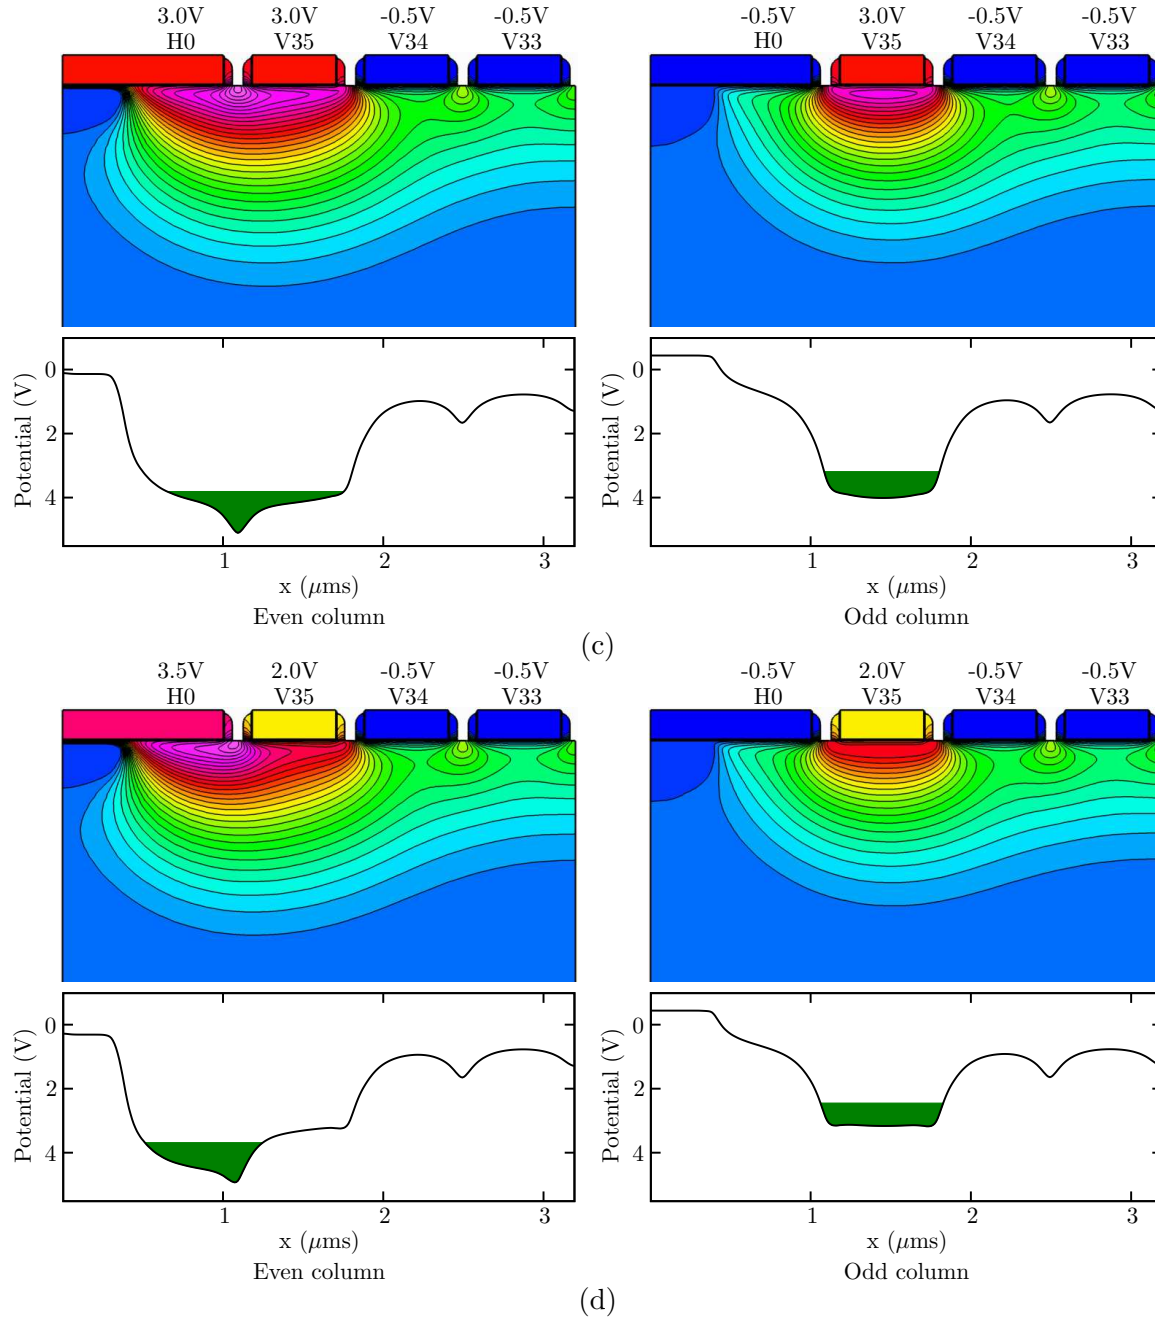 3.0V 3.0V -0.5V -0.5V
H0 V35 V34 V33
-0.5V 3.0V -0.5V -0.5V
H0 V35 V34 V33
Potential (V)
0
2
4
1 2 3
x (μms)
Even column
Potential (V)
0
2
4
1 2 3
x (μms)
Odd column
(c)
3.5V 2.0V -0.5V -0.5V
H0 V35 V34 V33
-0.5V 2.0V -0.5V -0.5V
H0 V35 V34 V33
Potential (V)
0
2
4
1 2 3
x (μms)
Even column
Potential (V)
0
2
4
1 2 3
x (μms)
Odd column
(d)